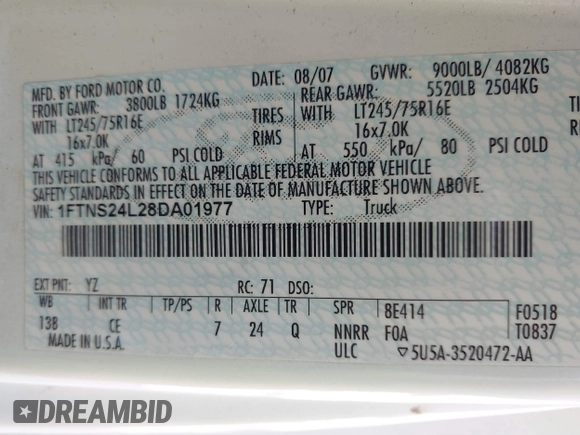 MFD. BY FORD MOTOR CO. DATE: 08/07 GVWR: 9000LB/ 4082KG
FRONT GAWR: 3800LB 1724KG REAR GAWR: 5520LB 2504KG
WITH LT245/75R16E TIRES WITH LT245/75R16E TIRES
16x7.0K RIMS 16x7.0K RIM
AT 415 kPa/ 60 PSI COLD AT 550 kPa/ 80 PSI COLD
THIS VEHICLE CONFORMS TO ALL APPLICABLE FEDERAL MOTOR VEHICLE
SAFETY STANDARDS IN EFFECT ON THE DATE OF MANUFACTURE SHOWN ABOVE.
VIN: 1FTNS24L28DA01977 TYPE: Truck
EXT PNT: YZ RC: 71 DSO:
WB INT TR TP/PS R AXLE TR SPR 8E414 F0518
138 CE 7 24 Q NNRR F0A T0837
MADE IN U.S.A. ULC ▽5U5A-3520472-AA
DREAMBID